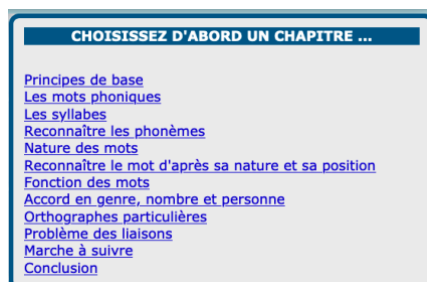 CHOISISSEZ D'ABORD UN CHAPITRE ...
Principes de base
Les mots phoniques
Les syllabes
Reconnaître les phonèmes
Nature des mots
Reconnaître le mot d'après sa nature et sa position
Fonction des mots
Accord en genre, nombre et personne
Orthographes particulières
Problème des liaisons
Marche à suivre
Conclusion